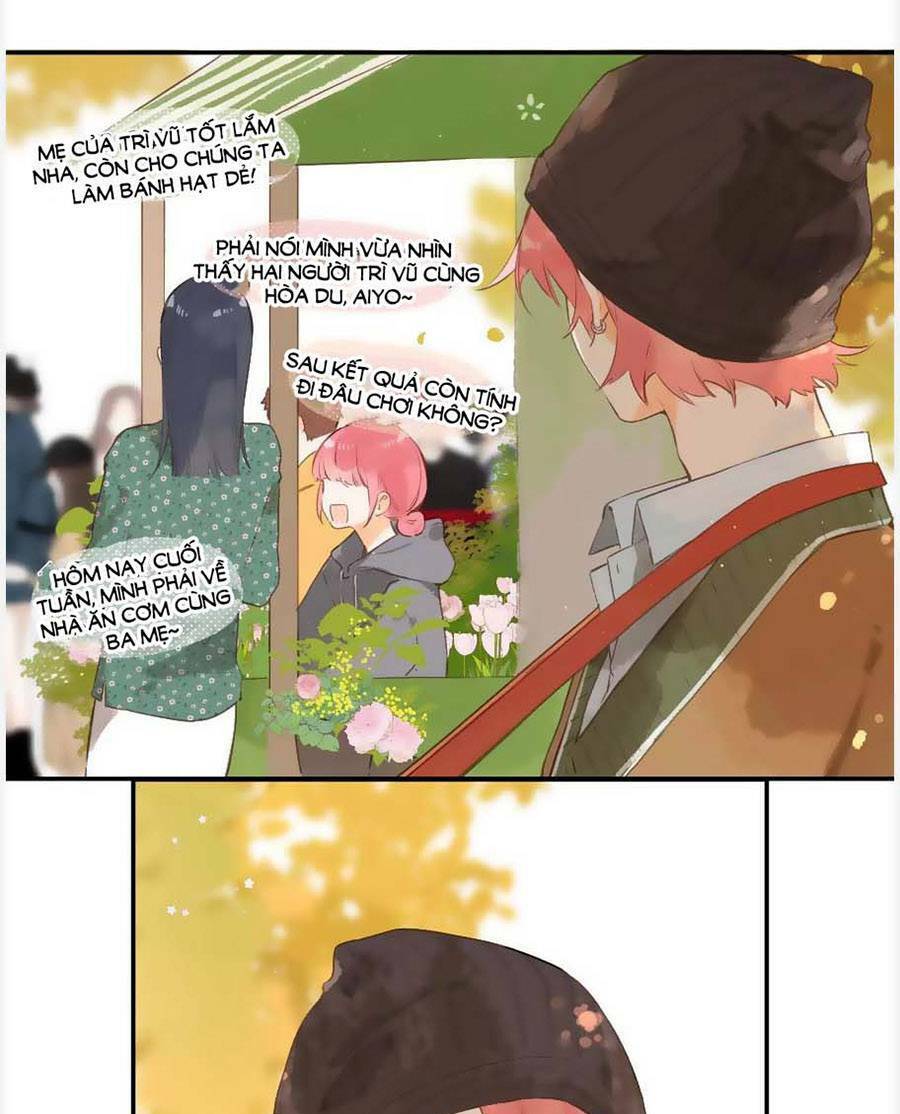 MẸ CỦA TRÌ VŨ TỐT LẮM
NHA, CÒN CHO CHÚNG TA
LÀM BÁNH HẠT DẺ!
PHẢI NÓI MÌNH VỪA NHÌN
THẤY HAI NGƯỜI TRÌ VŨ CÙNG
HÒA DU, AIYO~
SAU KẾT QUẢ CÒN TÍNH
ĐI ĐÂU CHƠI KHÔNG?
HÔM NẠY CUỐI
TUẦN, MÌNH PHẢI VỀ
NHÀ ĂN CƠM CÙNG
BA MẸ~